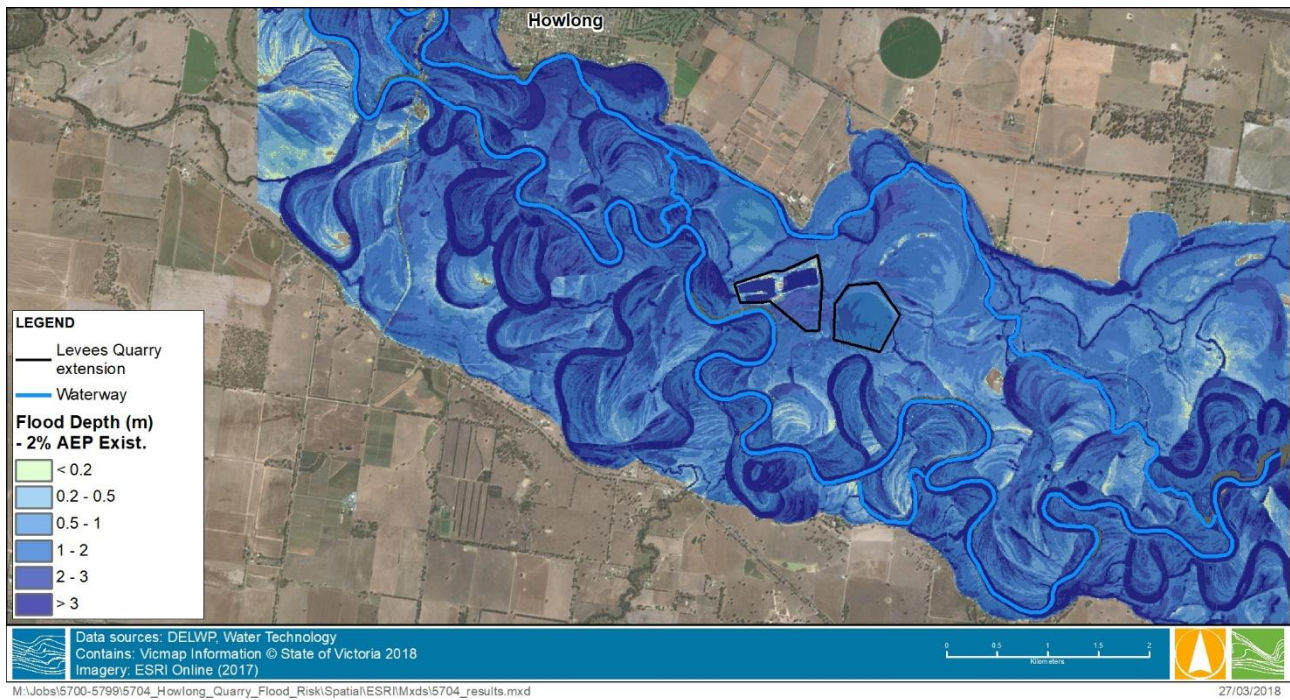 Howlong
LEGEND
Levees Quarry
extension
Waterway
Flood Depth (m)
- 2% AEP Exist.
< 0.2
0.2 - 0.5
0.5 - 1
1 - 2
2 - 3
> 3
Data sources: DELWP, Water Technology
Contains: Vicmap Information © State of Victoria 2018
Imagery: ESRI Online (2017)
0 .5 1 1.5 2
Kilometers
M:\Jobs\5700-5799\5704_Howlong_Quarry_Flood_Risk\Spatial\ESRI\Mxds\5704_results.mxd
27/03/2018